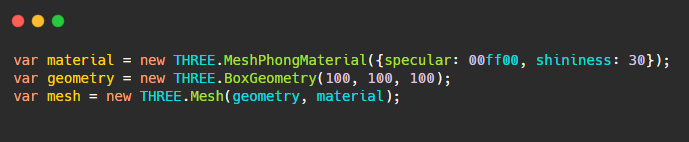 var material = new THREE.MeshPhongMaterial({specular: 00ff00, shininess: 30});
var geometry = new THREE.BoxGeometry(100, 100, 100);
var mesh = new THREE.Mesh(geometry, material);